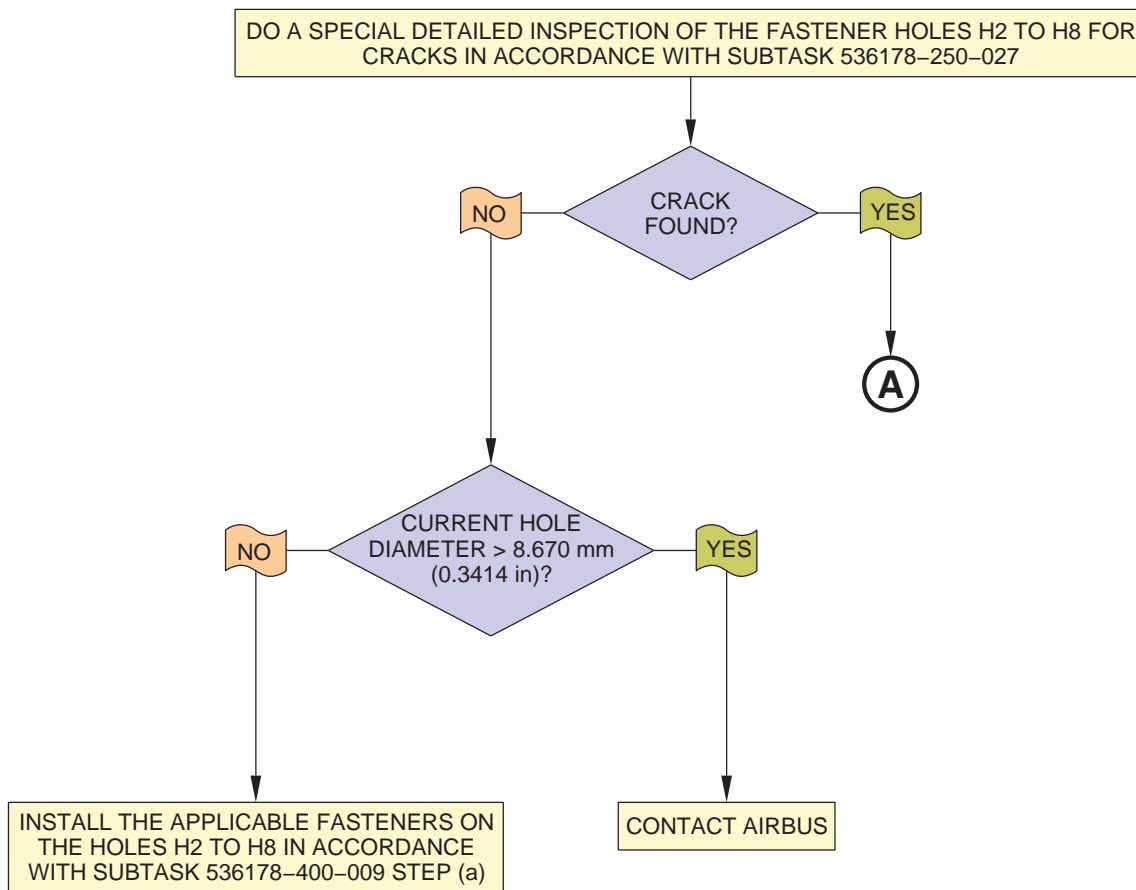 DO A SPECIAL DETAILED INSPECTION OF THE FASTENER HOLES H2 TO H8 FOR
CRACKS IN ACCORDANCE WITH SUBTASK 536178−250−027
CRACK
FOUND?
NO
YES
A
CURRENT HOLE
DIAMETER > 8.670 mm
(0.3414 in)?
NO
YES
INSTALL THE APPLICABLE FASTENERS ON
THE HOLES H2 TO H8 IN ACCORDANCE
WITH SUBTASK 536178−400−009 STEP (a)
CONTACT AIRBUS